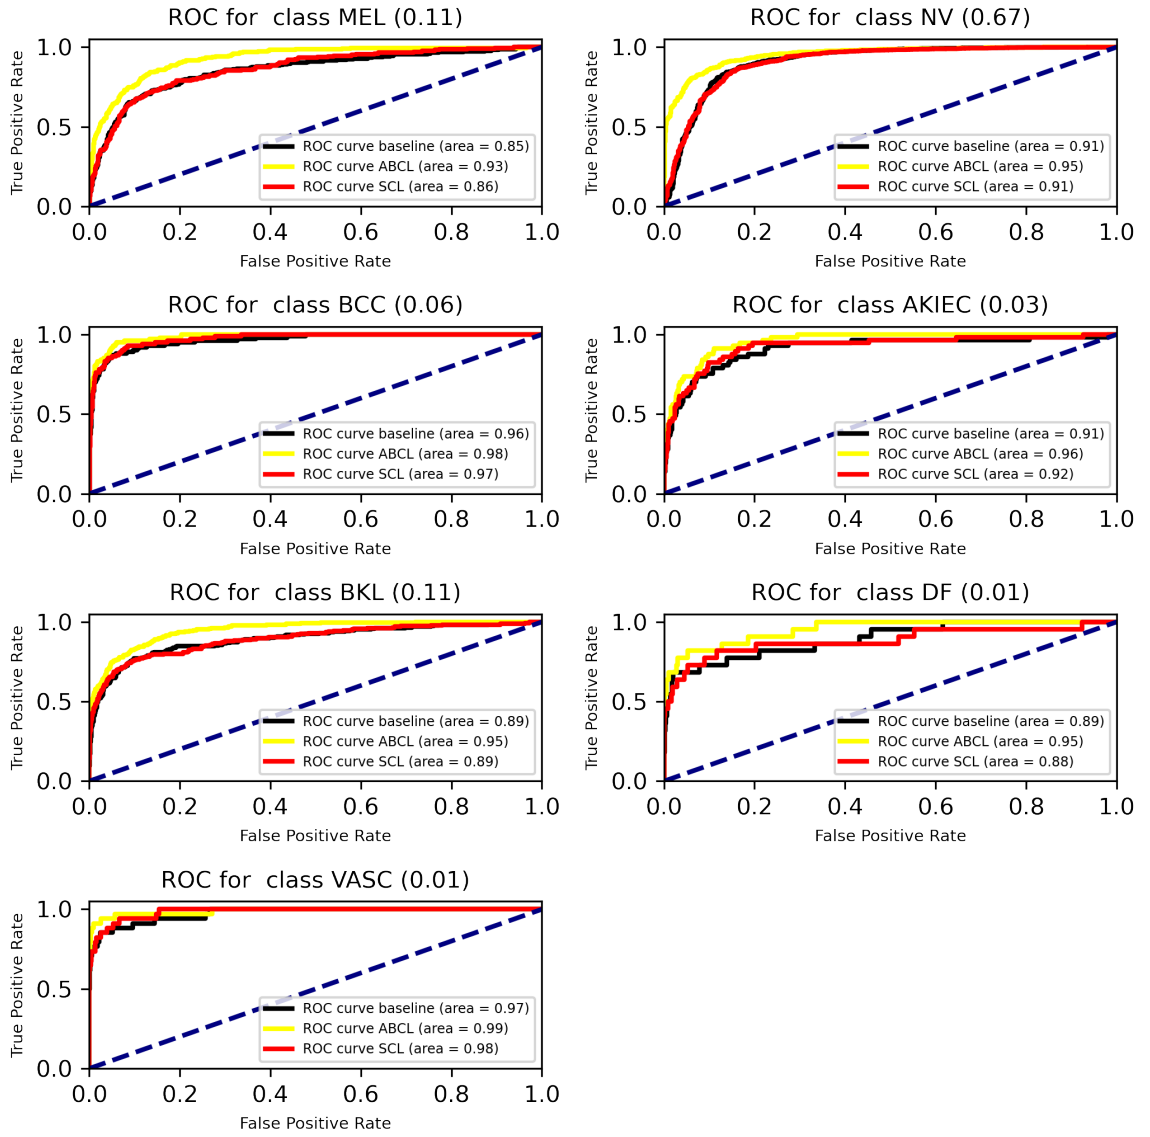 ROC for  class MEL (0.11)
True Positive Rate
1.0
0.5
0.0
ROC curve baseline (area = 0.85)
ROC curve ABCL (area = 0.93)
ROC curve SCL (area = 0.86)
0.0 0.2 0.4 0.6 0.8 1.0
False Positive Rate
ROC for  class NV (0.67)
True Positive Rate
1.0
0.5
0.0
ROC curve baseline (area = 0.91)
ROC curve ABCL (area = 0.95)
ROC curve SCL (area = 0.91)
0.0 0.2 0.4 0.6 0.8 1.0
False Positive Rate
ROC for  class BCC (0.06)
True Positive Rate
1.0
0.5
0.0
ROC curve baseline (area = 0.96)
ROC curve ABCL (area = 0.98)
ROC curve SCL (area = 0.97)
0.0 0.2 0.4 0.6 0.8 1.0
False Positive Rate
ROC for  class AKIEC (0.03)
True Positive Rate
1.0
0.5
0.0
ROC curve baseline (area = 0.91)
ROC curve ABCL (area = 0.96)
ROC curve SCL (area = 0.92)
0.0 0.2 0.4 0.6 0.8 1.0
False Positive Rate
ROC for  class BKL (0.11)
True Positive Rate
1.0
0.5
0.0
ROC curve baseline (area = 0.89)
ROC curve ABCL (area = 0.95)
ROC curve SCL (area = 0.89)
0.0 0.2 0.4 0.6 0.8 1.0
False Positive Rate
ROC for  class DF (0.01)
True Positive Rate
1.0
0.5
0.0
ROC curve baseline (area = 0.89)
ROC curve ABCL (area = 0.95)
ROC curve SCL (area = 0.88)
0.0 0.2 0.4 0.6 0.8 1.0
False Positive Rate
ROC for  class VASC (0.01)
True Positive Rate
1.0
0.5
0.0
ROC curve baseline (area = 0.97)
ROC curve ABCL (area = 0.99)
ROC curve SCL (area = 0.98)
0.0 0.2 0.4 0.6 0.8 1.0
False Positive Rate